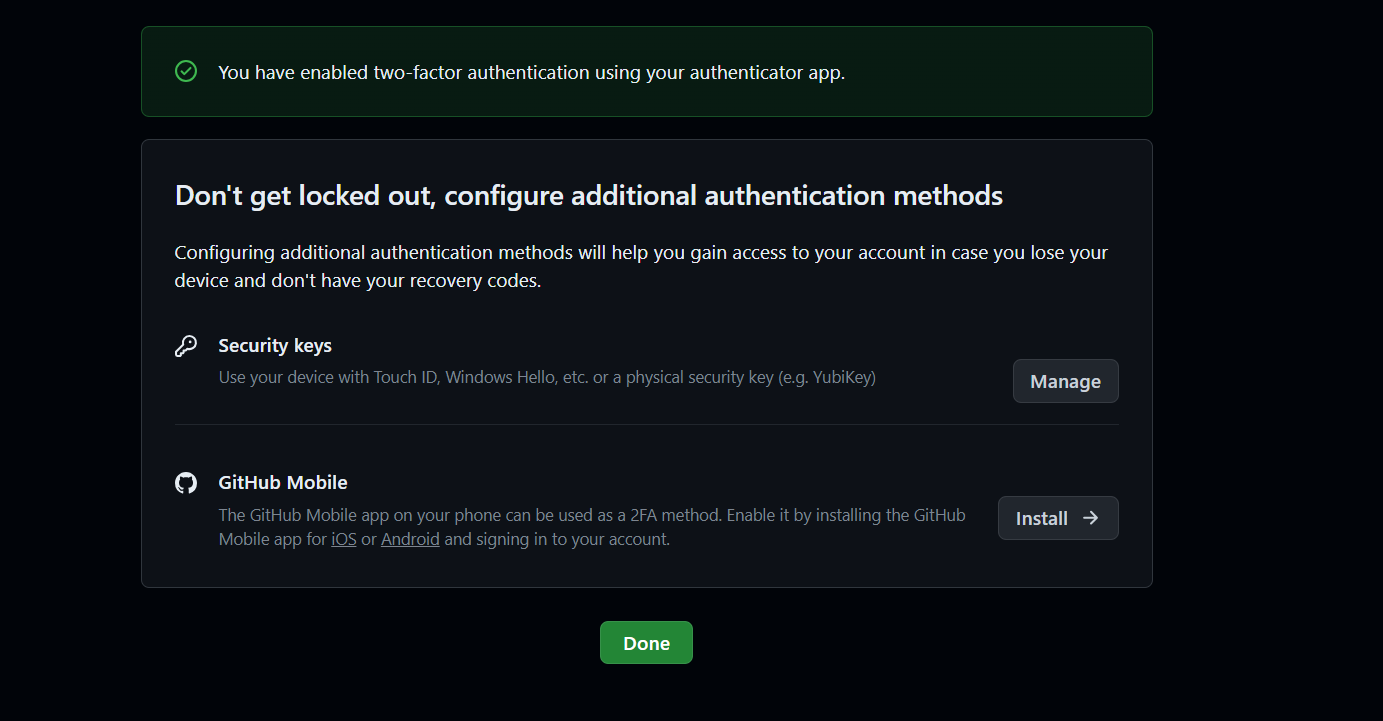 You have enabled two-factor authentication using your authenticator app.
Don't get locked out, configure additional authentication methods
Configuring additional authentication methods will help you gain access to your account in case you lose your
device and don't have your recovery codes.
Security keys
Use your device with Touch ID, Windows Hello, etc. or a physical security key (e.g. YubiKey)
Manage
GitHub Mobile
The GitHub Mobile app on your phone can be used as a 2FA method. Enable it by installing the GitHub
Mobile app for iOS or Android and signing in to your account.
Install
Done